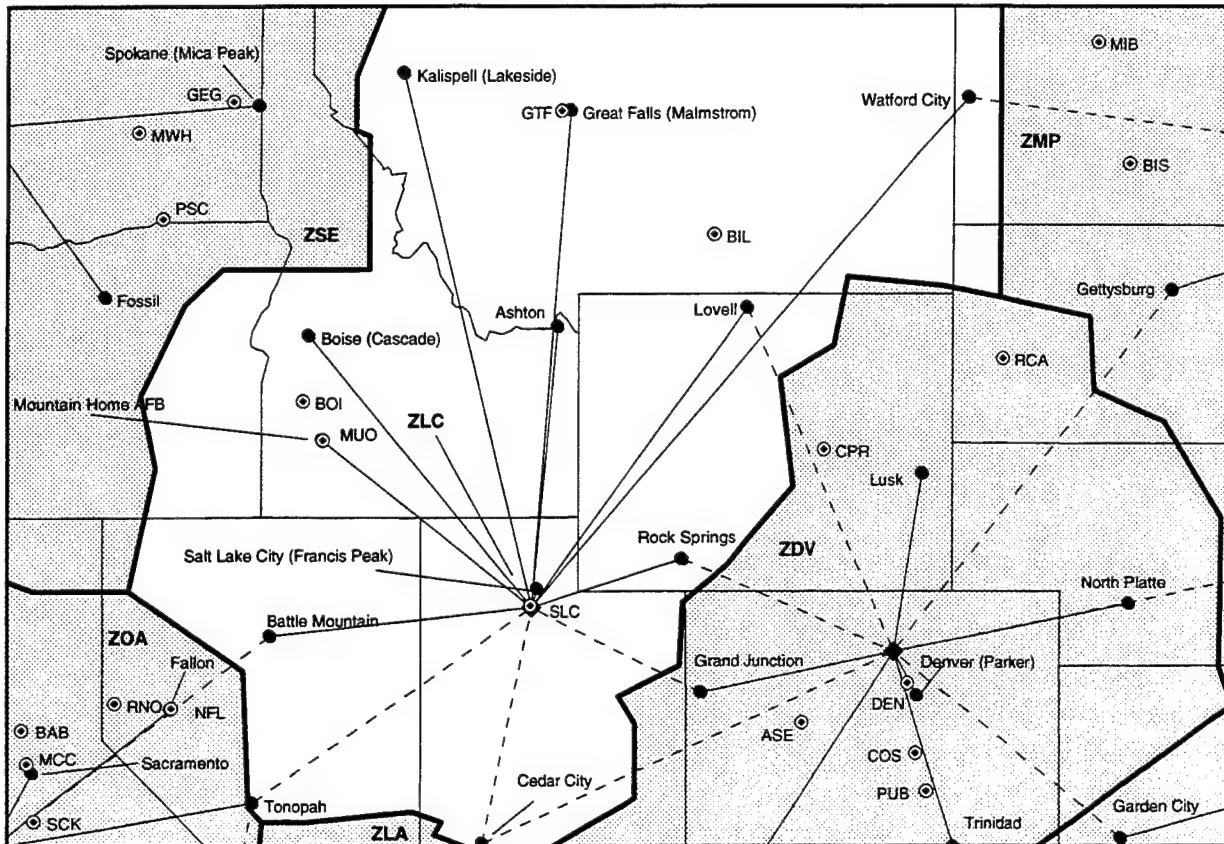 MIB
Spokane (Mica Peak)
Kalispell (Lakeside)
GEG
GTF
Great Falls (Malmstrom)
Watford City
MWH
ZMP
BIS
PSC
ZSE
BIL
Fossil
Gettysburg
Ashton
Lovell
Boise (Cascade)
RCA
Mountain Home AFB
BOI
ZLC
MUO
CPR
Lusk
Rock Springs
ZDV
Salt Lake City (Francis Peak)
North Platte
SLC
Battle Mountain
ZOA
Fallon
Grand Junction
Denver (Parker)
RNO
NFL
DEN
BAB
ASE
MCC
Sacramento
COS
Cedar City
PUB
Tonopah
Garden City
SCK
ZLA
Trinidad